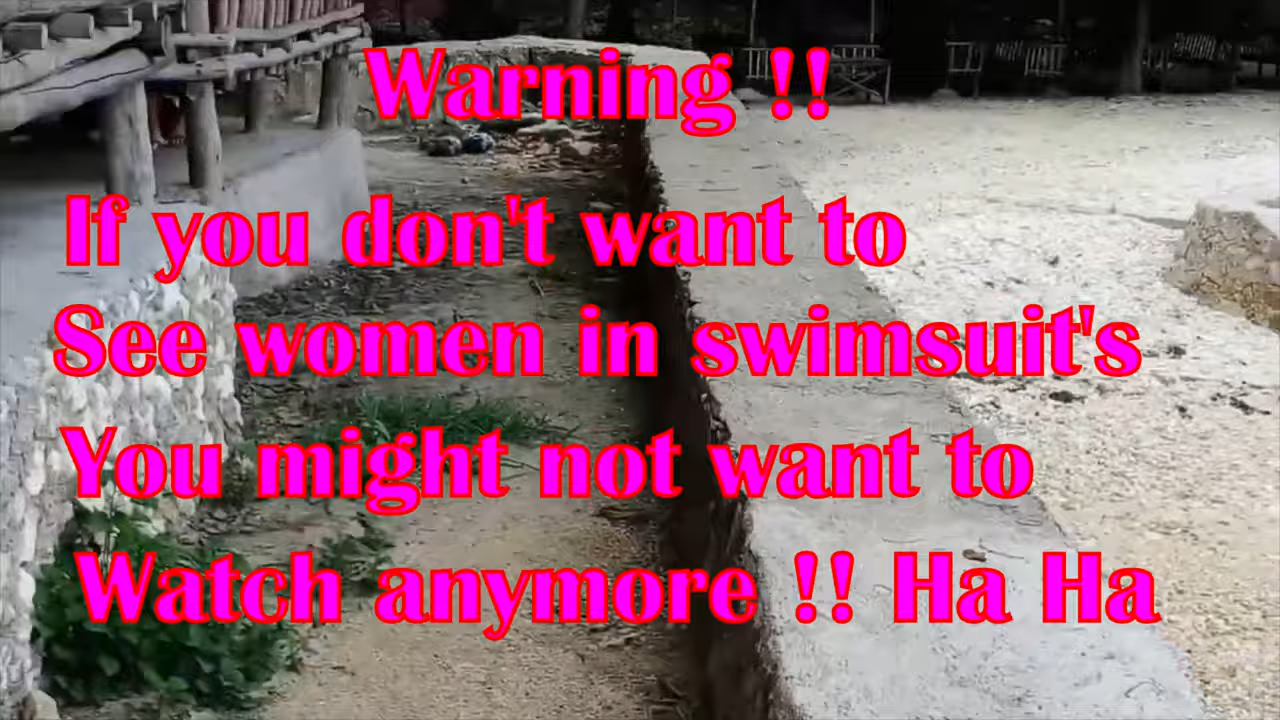 Warning !!
If you don't want to
See women in swimsuit's
You might not want to
Watch anymore !! Ha Ha